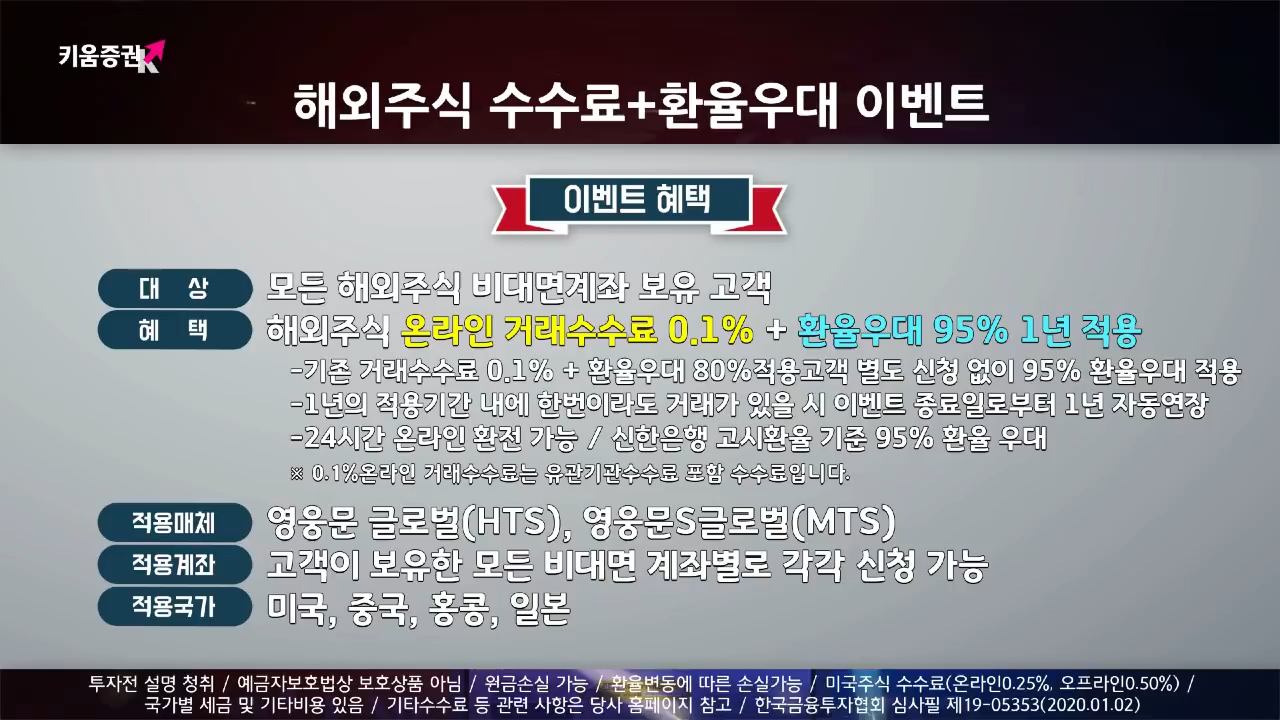 키움증권
해외주식 수수료+환율우대 이벤트
이벤트 혜택
대 상 모든 해외주식 비대면계좌 보유 고객
혜 택 해외주식 온라인 거래수수료 0.1% + 환율우대 95% 1년 적용
-기존 거래수수료 0.1% + 환율우대 80%적용고객 별도 신청 없이 95% 환율우대 적용
-1년의 적용기간 내에 한번이라도 거래가 있을 시 이벤트 종료일로부터 1년 자동연장
-24시간 온라인 환전 가능 / 신한은행 고시환율 기준 95% 환율 우대
※ 0.1%온라인 거래수수료는 유관기관수수료 포함 수수료입니다.
적용매체 영웅문 글로벌(HTS), 영웅문S글로벌(MTS)
적용계좌 고객이 보유한 모든 비대면 계좌별로 각각 신청 가능
적용국가 미국, 중국, 홍콩, 일본
투자전 설명 청취 / 예금자보호법상 보호상품 아님 / 원금손실 가능 / 환율변동에 따른 손실가능 / 미국주식 수수료(온라인0.25%, 오프라인0.50%) /
국가별 세금 및 기타비용 있음 / 기타수수료 등 관련 사항은 당사 홈페이지 참고 / 한국금융투자협회 심사필 제19-05353(2020.01.02)